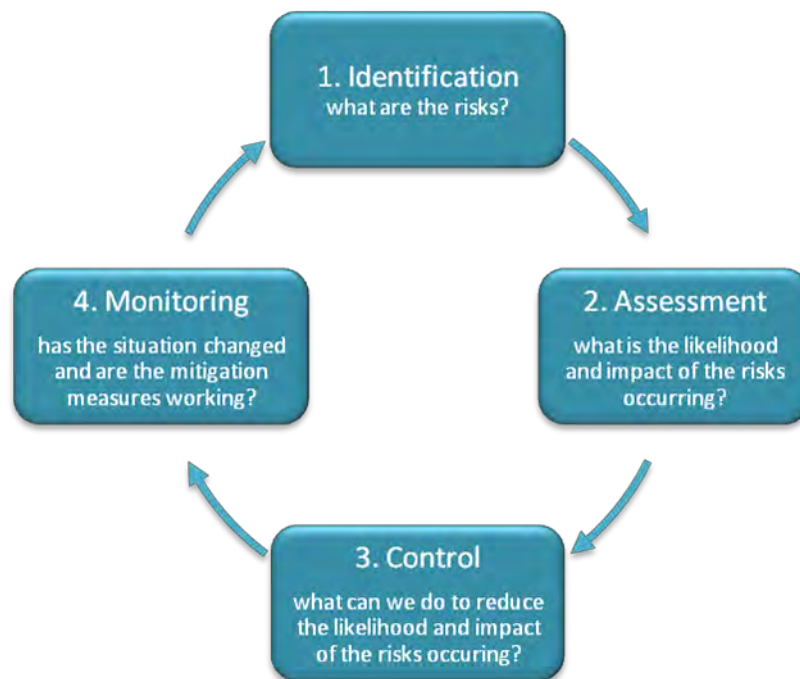 1. Identification
what are the risks?
2. Assessment
what is the likelihood
and impact of the risks
occurring?
3. Control
what can we do to reduce
the likelihood and impact
of the risks occuring?
4. Monitoring
has the situation changed
and are the mitigation
measures working?